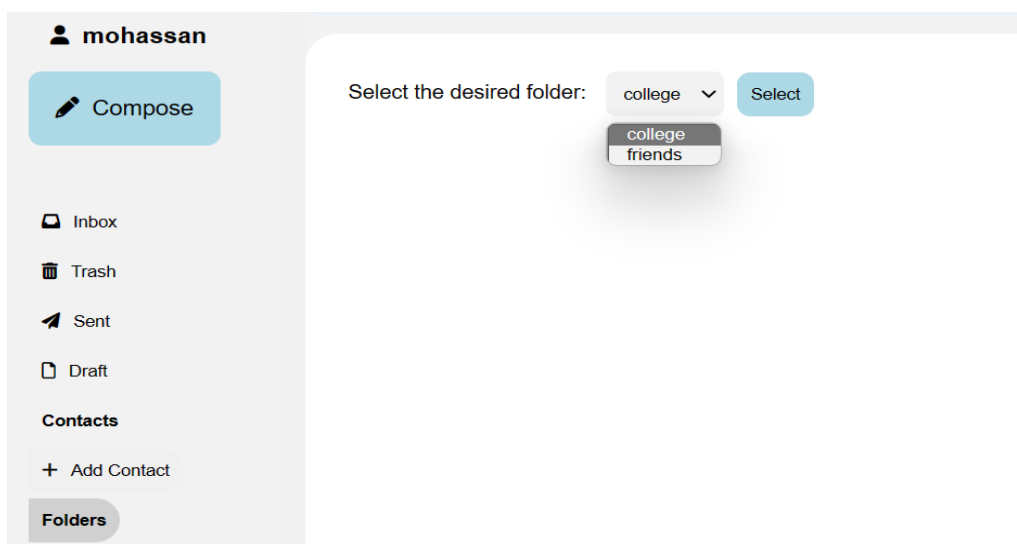 mohassan
Compose
Inbox
Trash
Sent
Draft
Contacts
+ Add Contact
Folders
Select the desired folder: college Select
college
friends